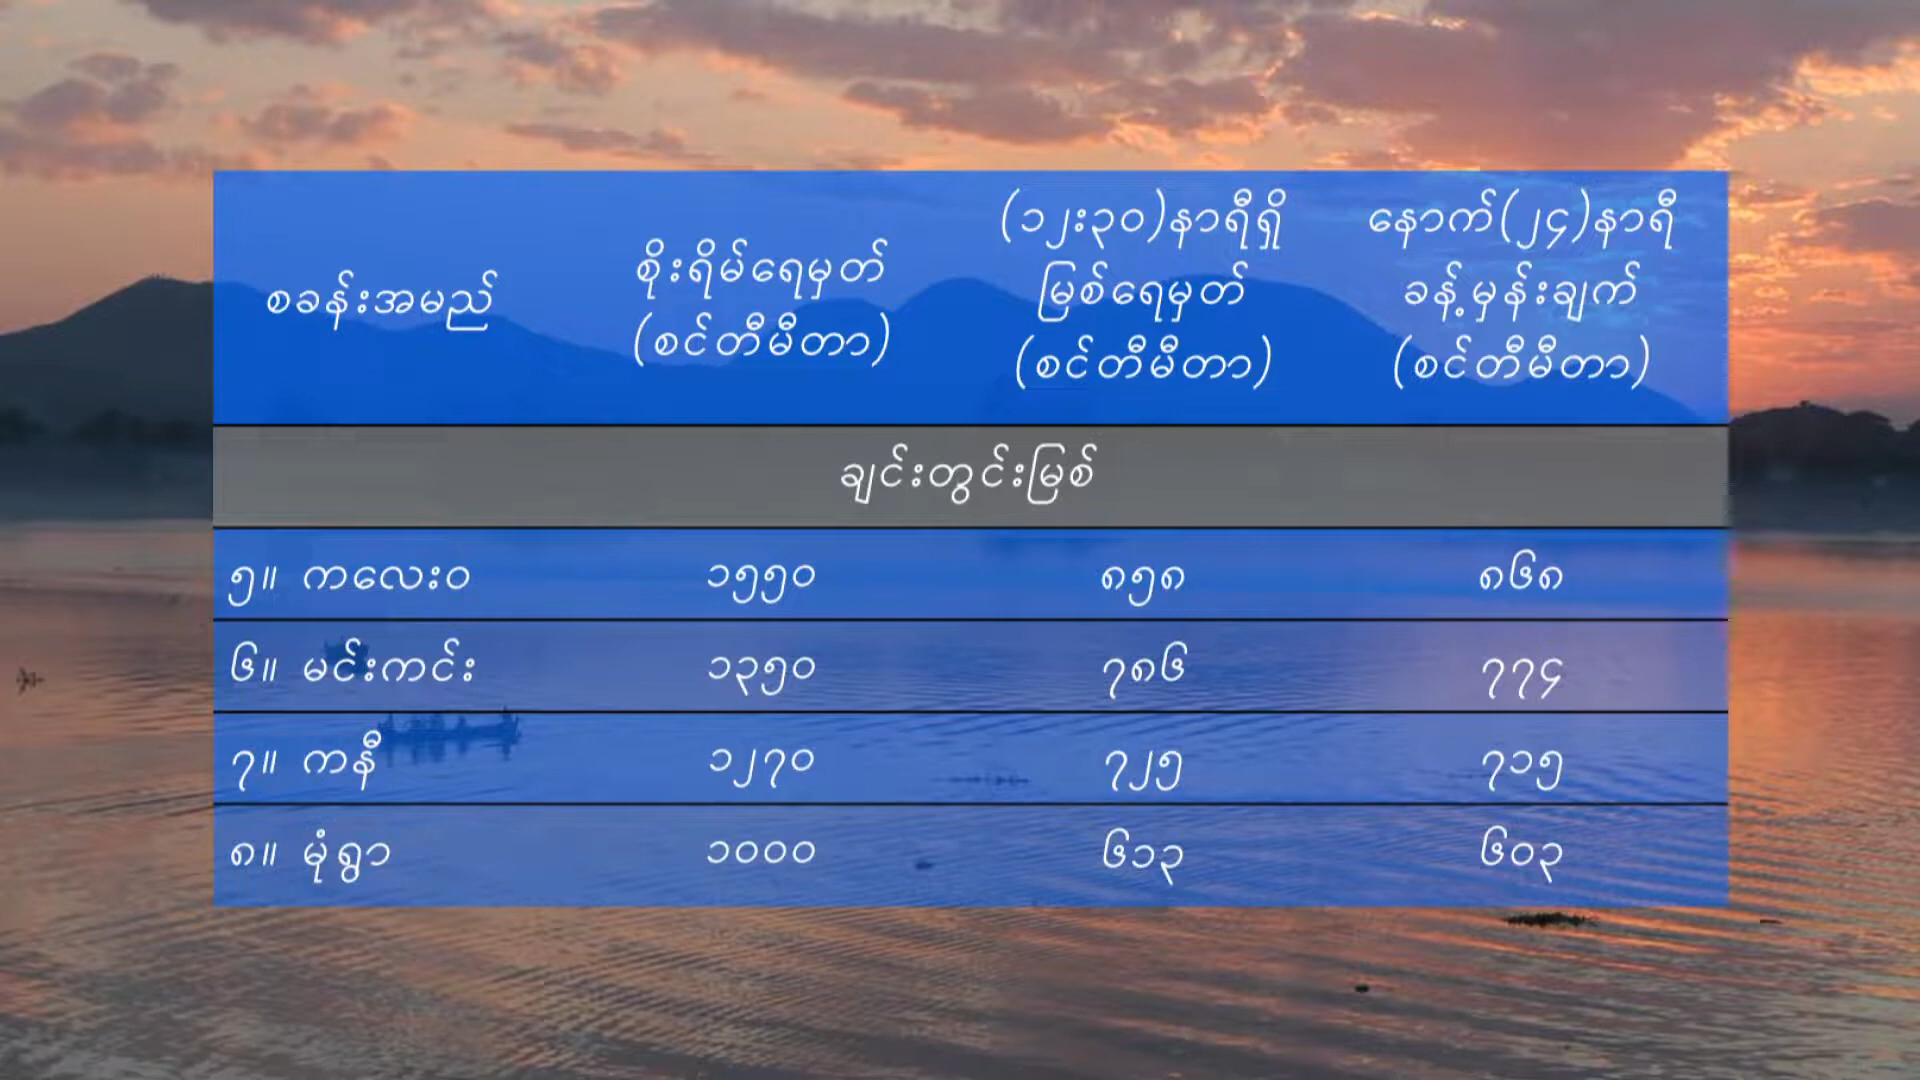 စခန်းအမည်
စိုးရိမ်ရေမှတ်
(စင်တီမီတာ)
(၁၂း၃၀)နာရီရှိ
မြစ်ရေမှတ်
(စင်တီမီတာ)
နောက်(၂၄)နာရီ
ခန့်မှန်းချက်
(စင်တီမီတာ)
ချင်းတွင်းမြစ်
၅။ ကလေးဝ ၁၅၅၀ ၈၅၈ ၈၆၈
၆။ မင်းကင်း ၁၃၅၀ ၇၈၆ ၇၇၄
၇။ ကနီ ၁၂၇၀ ၇၂၅ ၇၁၅
၈။ မုံရွာ ၁၀၀၀ ၆၁၃ ၆၀၃